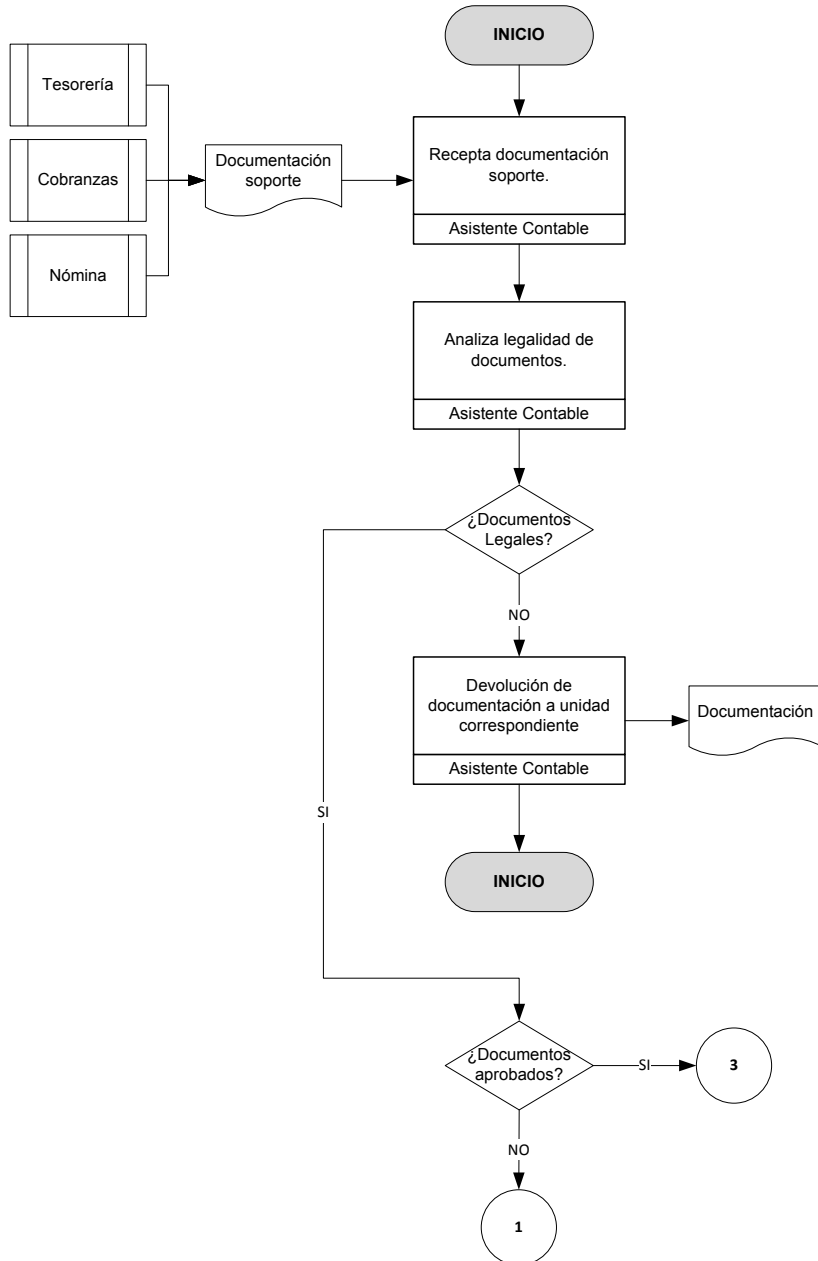 INICIO
Tesorería
Cobranzas
Nómina
Documentación
soporte
Recepta documentación
soporte.
Asistente Contable
Analiza legalidad de
documentos.
Asistente Contable
¿Documentos
Legales?
NO
SI
Devolución de
documentación a unidad
correspondiente
Asistente Contable
Documentación
INICIO
¿Documentos
aprobados?
SI
3
NO
1